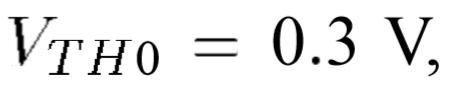 V_{TH0} = 0.3 V,